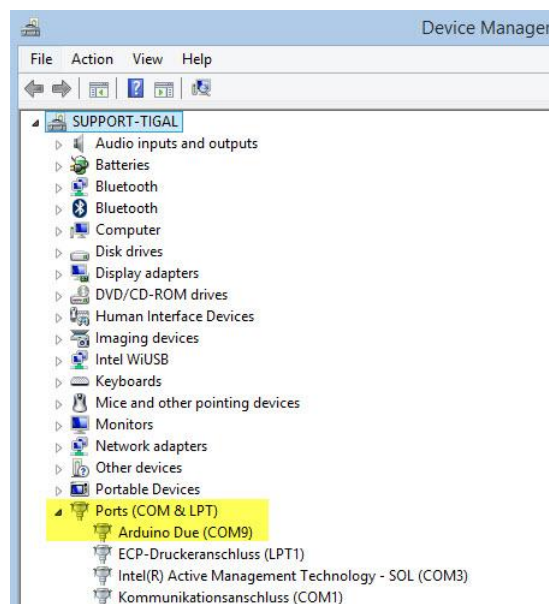 Device Manager
File Action View Help
SUPPORT-TIGAL
Audio inputs and outputs
Batteries
Bluetooth
Bluetooth
Computer
Disk drives
Display adapters
DVD/CD-ROM drives
Human Interface Devices
Imaging devices
Intel WiUSB
Keyboards
Mice and other pointing devices
Monitors
Network adapters
Other devices
Portable Devices
Ports (COM & LPT)
Arduino Due (COM9)
ECP-Druckeranschluss (LPT1)
Intel(R) Active Management Technology - SOL (COM3)
Kommunikationsanschluss (COM1)